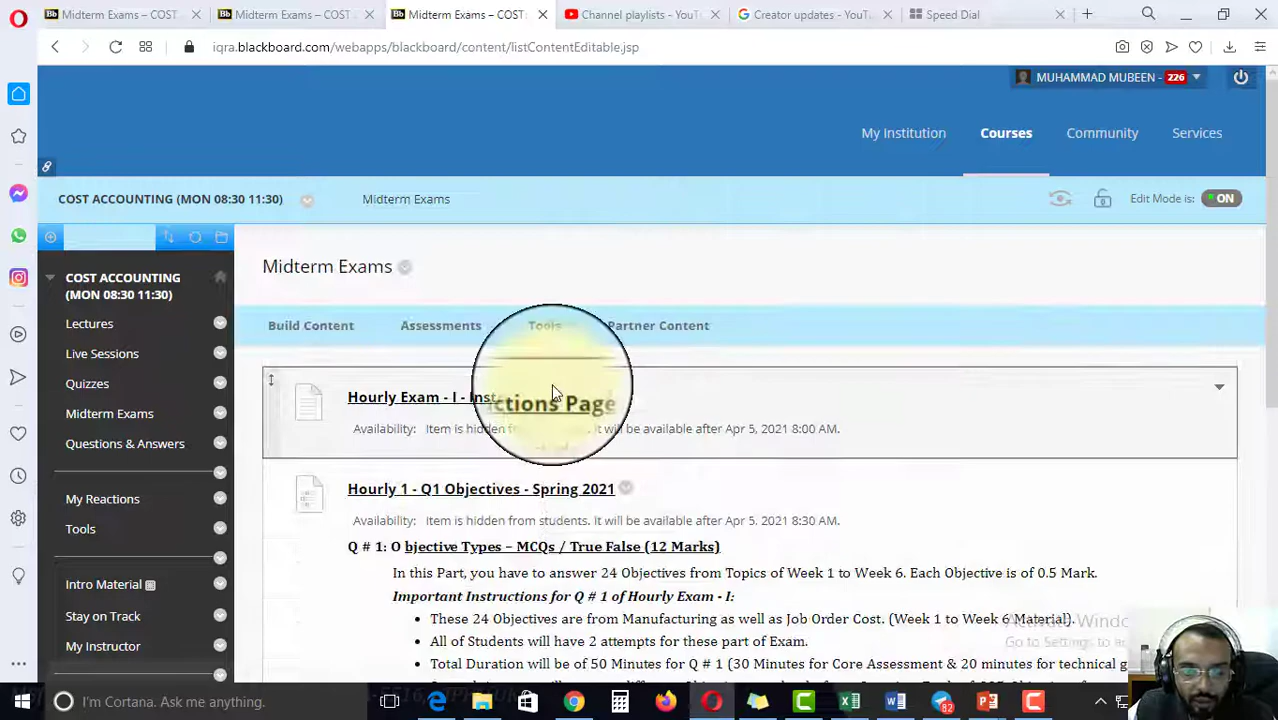 Midterm Exams – COST
Midterm Exams – COST
Midterm Exams – COST
Channel playlists - YouT
Creator updates - YouTu
Speed Dial
iqra.blackboard.com/webapps/blackboard/content/listContentEditable.jsp
MUHAMMAD MUBEEN - 226
My Institution
Courses
Community
Services
COST ACCOUNTING (MON 08:30 11:30)
Midterm Exams
Edit Mode is: ON
COST ACCOUNTING
(MON 08:30 11:30)
Lectures
Live Sessions
Quizzes
Midterm Exams
Questions & Answers
My Reactions
Tools
Intro Material
Stay on Track
My Instructor
Midterm Exams
Build Content
Assessments
Tools
Partner Content
Hourly Exam - I - Inst
ctions Page
Availability: Item is hidden fr will be available after Apr 5, 2021 8:00 AM.
Hourly 1 - Q1 Objectives - Spring 2021
Availability: Item is hidden from students. It will be available after Apr 5, 2021 8:30 AM.
Q # 1: O bjective Types – MCQs / True False (12 Marks)
In this Part, you have to answer 24 Objectives from Topics of Week 1 to Week 6. Each Objective is of 0.5 Mark.
Important Instructions for Q # 1 of Hourly Exam - I:
These 24 Objectives are from Manufacturing as well as Job Order Cost. (Week 1 to Week 6 Material).
All of Students will have 2 attempts for these part of Exam.
Total Duration will be of 50 Minutes for Q # 1 (30 Minutes for Core Assessment & 20 minutes for technical g
Activate Windo
Go to Settings to a
I'm Cortana. Ask me anything.
82